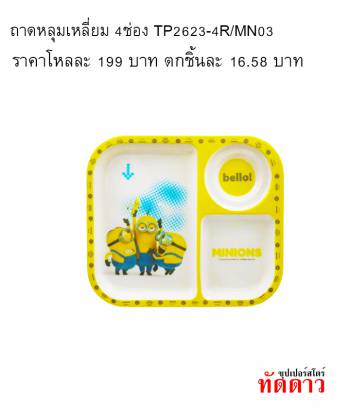 ถาดหลุมเหลี่ยม 4ช่อง TP2623-4R/MN03
ราคาโหลละ 199 บาท ตกชิ้นละ 16.58 บาท
bello!
MINIONS
ซุปเปอร์สโตร์
ทัดดาว